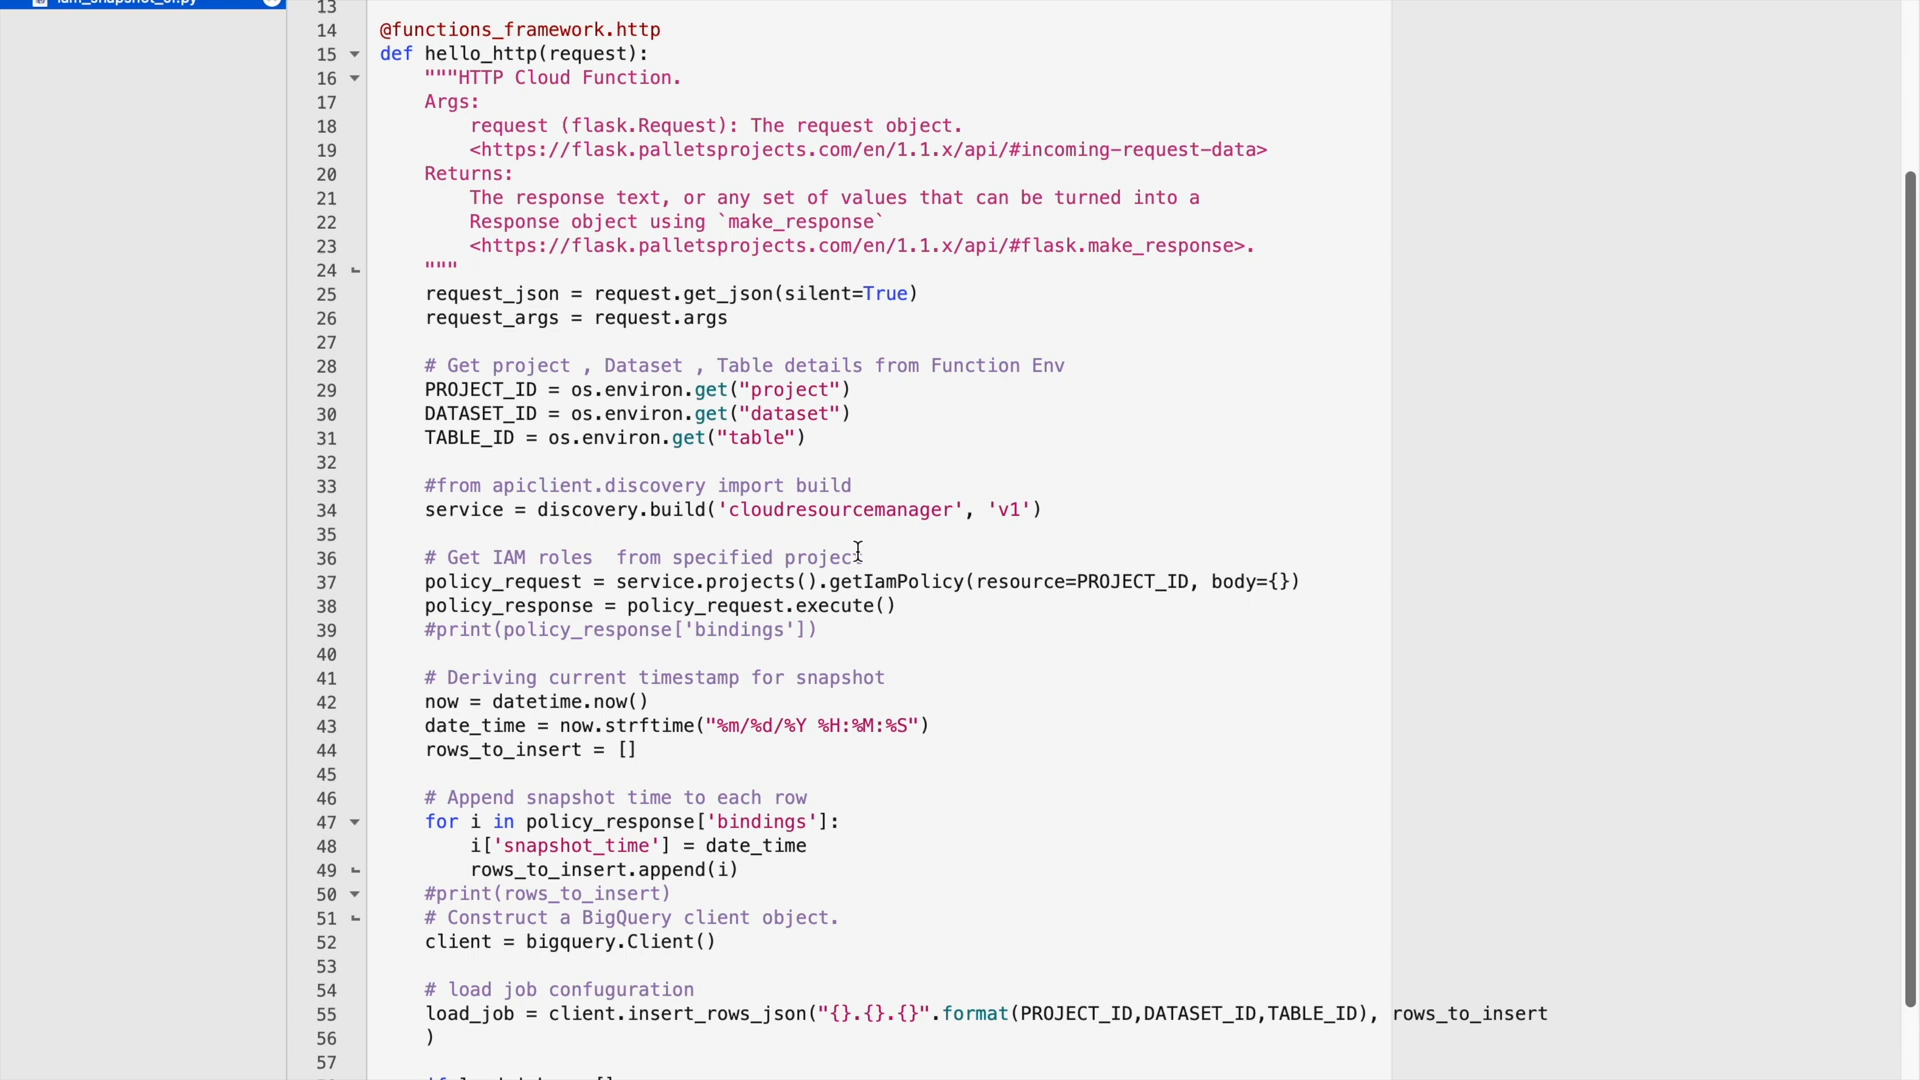 iam_snapshot_cf.py
13
14 @functions_framework.http
15 def hello_http(request):
16     """HTTP Cloud Function.
17     Args:
18         request (flask.Request): The request object.
19         <https://flask.palletsprojects.com/en/1.1.x/api/#incoming-request-data>
20     Returns:
21         The response text, or any set of values that can be turned into a
22         Response object using `make_response`
23         <https://flask.palletsprojects.com/en/1.1.x/api/#flask.make_response>.
24     """
25     request_json = request.get_json(silent=True)
26     request_args = request.args
27
28     # Get project , Dataset , Table details from Function Env
29     PROJECT_ID = os.environ.get("project")
30     DATASET_ID = os.environ.get("dataset")
31     TABLE_ID = os.environ.get("table")
32
33     #from apiclient.discovery import build
34     service = discovery.build('cloudresourcemanager', 'v1')
35
36     # Get IAM roles  from specified project
37     policy_request = service.projects().getIamPolicy(resource=PROJECT_ID, body={})
38     policy_response = policy_request.execute()
39     #print(policy_response['bindings'])
40
41     # Deriving current timestamp for snapshot
42     now = datetime.now()
43     date_time = now.strftime("%m/%d/%Y %H:%M:%S")
44     rows_to_insert = []
45
46     # Append snapshot time to each row
47     for i in policy_response['bindings']:
48         i['snapshot_time'] = date_time
49         rows_to_insert.append(i)
50     #print(rows_to_insert)
51     # Construct a BigQuery client object.
52     client = bigquery.Client()
53
54     # load job confuguration
55     load_job = client.insert_rows_json("{}.{}.{}".format(PROJECT_ID,DATASET_ID,TABLE_ID), rows_to_insert
56     )
57